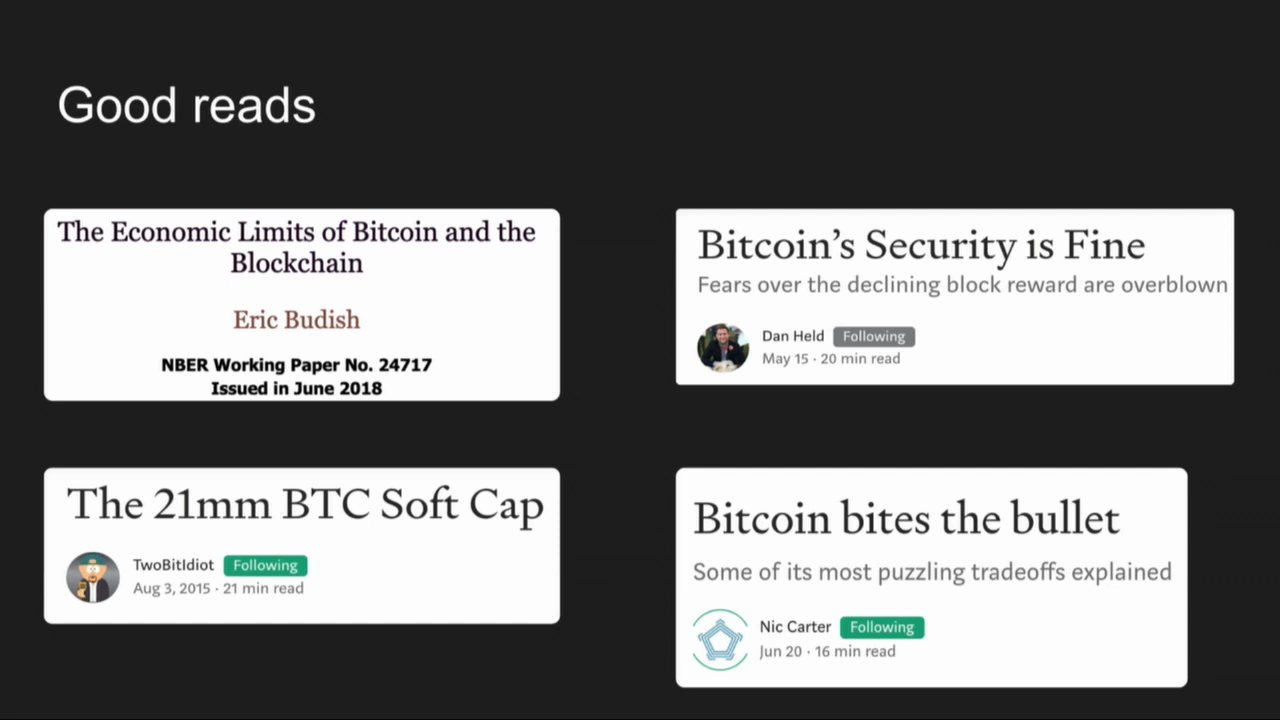 Good reads
The Economic Limits of Bitcoin and the
Blockchain
Eric Budish
NBER Working Paper No. 24717
Issued in June 2018
Bitcoin’s Security is Fine
Fears over the declining block reward are overblown
Dan Held Following
May 15 · 20 min read
The 21mm BTC Soft Cap
TwoBitIdiot Following
Aug 3, 2015 · 21 min read
Bitcoin bites the bullet
Some of its most puzzling tradeoffs explained
Nic Carter Following
Jun 20 · 16 min read